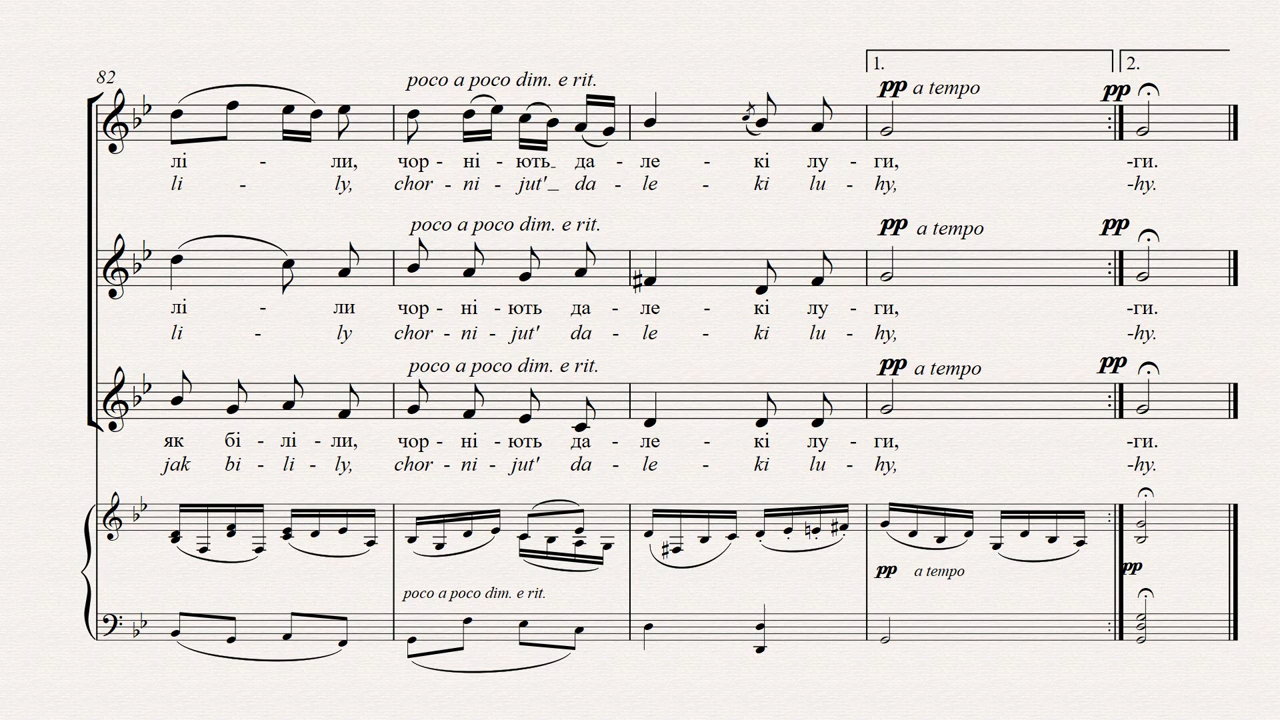 1. 2.
82 poco a poco dim. e rit. pp a tempo pp
лі - ли, чор - ні - ють_ да - ле - кі лу - ги, -ги.
li - ly, chor - ni - jut'_ da - le - ki lu - hy, -hy.
poco a poco dim. e rit. pp a tempo pp
лі - ли чор - ні - ють да - ле - кі лу - ги, -ги.
li - ly chor - ni - jut' da - le - ki lu - hy, -hy.
poco a poco dim. e rit. pp a tempo pp
як бі - лі - ли, чор - ні - ють да - ле - кі лу - ги, -ги.
jak bi - li - ly, chor - ni - jut' da - le - ki lu - hy, -hy.
pp a tempo pp
poco a poco dim. e rit.